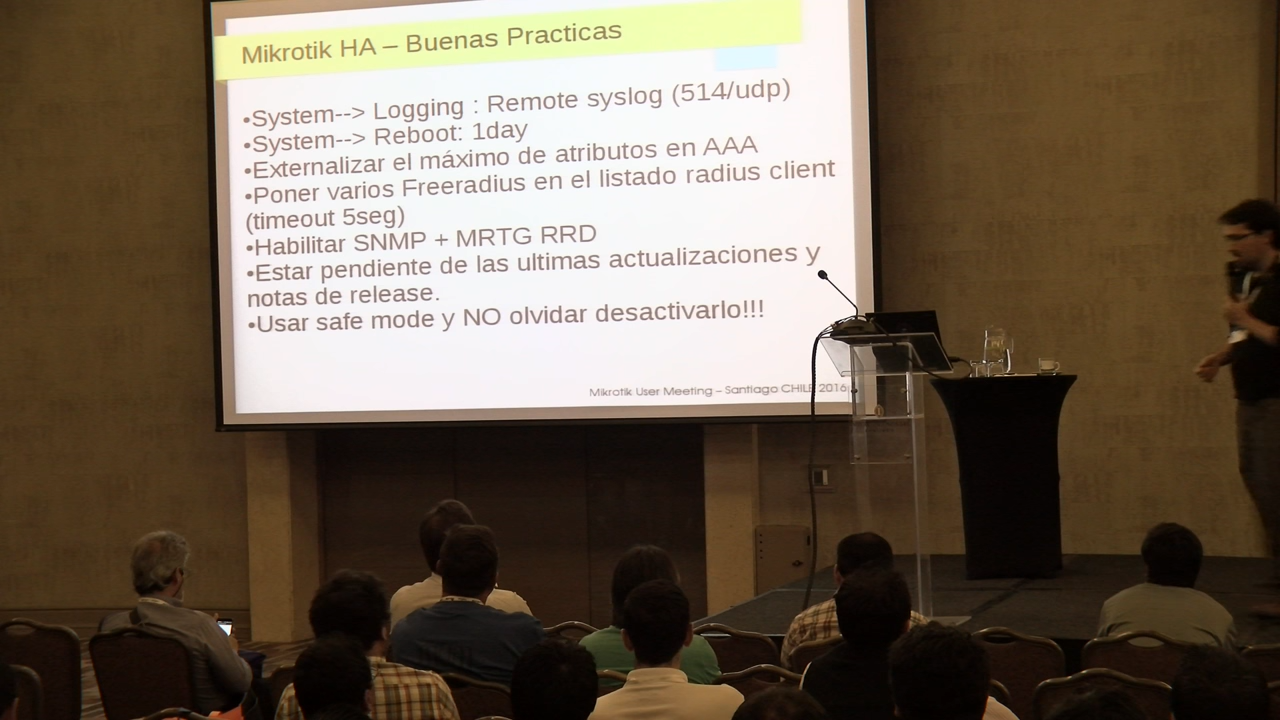 Mikrotik HA – Buenas Practicas
•System--> Logging : Remote syslog (514/udp)
•System--> Reboot: 1day
•Externalizar el máximo de atributos en AAA
•Poner varios Freeradius en el listado radius client
(timeout 5seg)
•Habilitar SNMP + MRTG RRD
•Estar pendiente de las ultimas actualizaciones y
notas de release.
•Usar safe mode y NO olvidar desactivarlo!!!
Mikrotik User Meeting – Santiago CHILE 2016